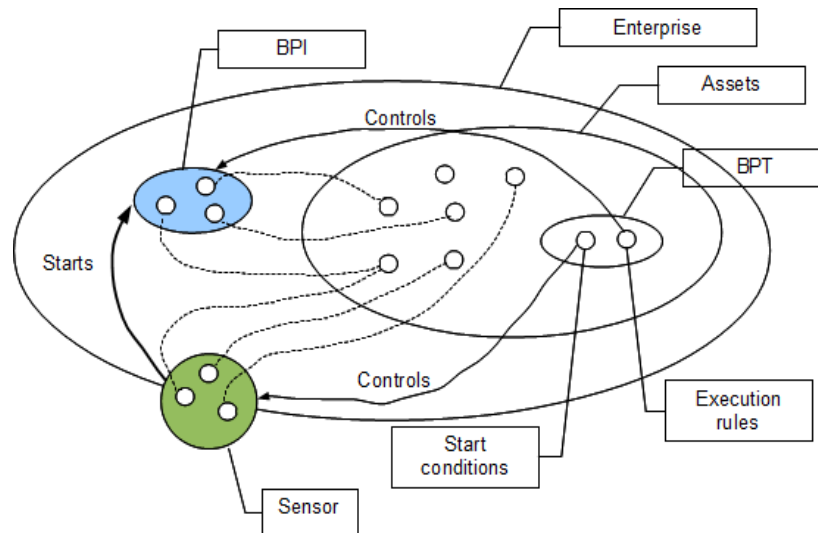 Enterprise
BPI
Assets
Controls
BPT
Starts
Controls
Execution
rules
Start
conditions
Sensor